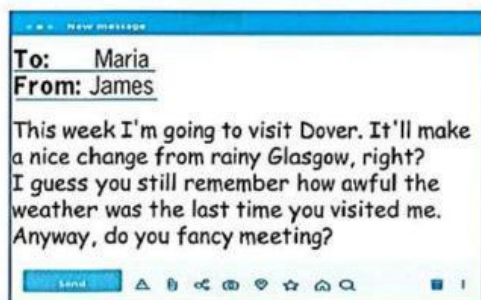 New message
To: Maria
From: James
This week I'm going to visit Dover. It'll make
a nice change from rainy Glasgow, right?
I guess you still remember how awful the
weather was the last time you visited me.
Anyway, do you fancy meeting?
Send